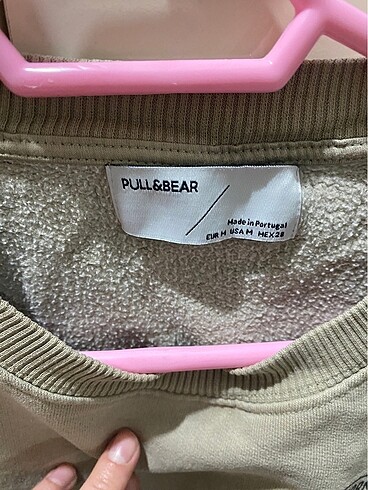 PULL&BEAR
Made in Portugal
EUR M USA M MEX 28